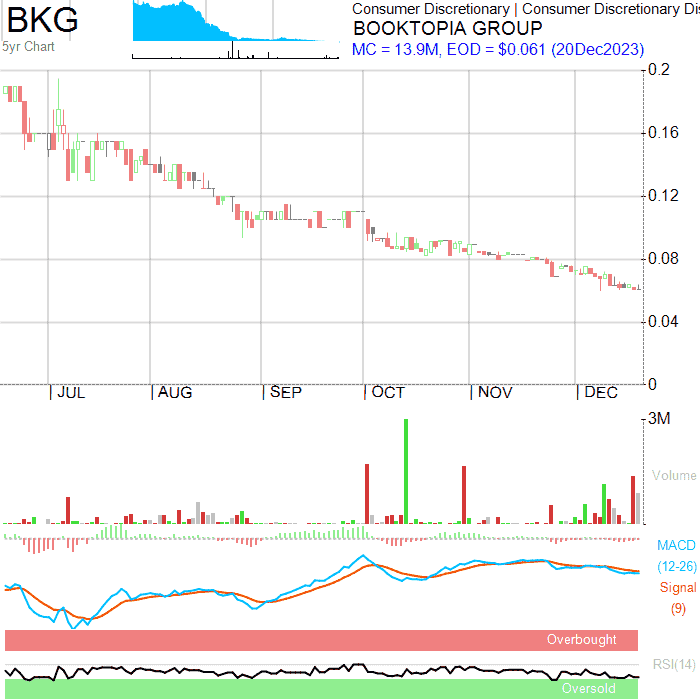 BKG
5yr Chart
Consumer Discretionary | Consumer Discretionary Dis
BOOKTOPIA GROUP
MC = 13.9M, EOD = $0.061 (20Dec2023)
0.2
0.16
0.12
0.08
0.04
0
JUL AUG SEP OCT NOV DEC
3M
Volume
MACD
(12-26)
Signal
(9)
Overbought
RSI(14)
Oversold